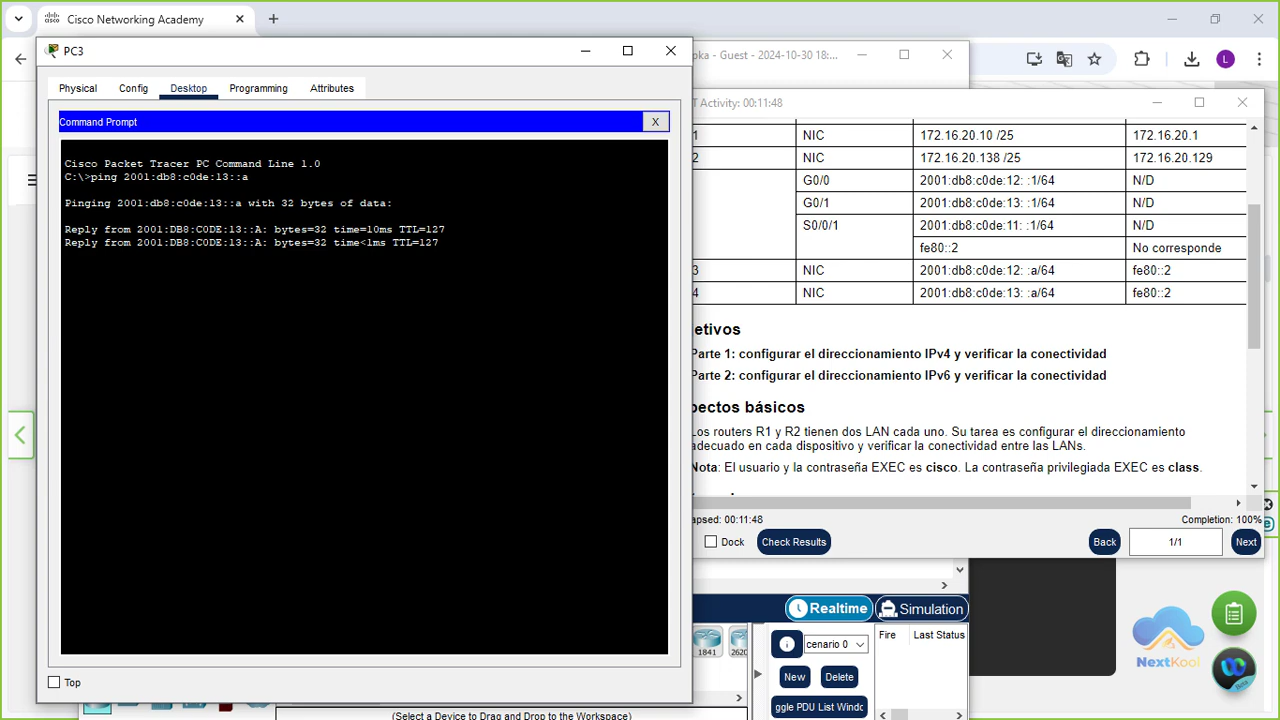 Cisco Networking Academy
PC3
oka - Guest - 2024-10-30 18:...
Physical
Config
Desktop
Programming
Attributes
L
T Activity: 00:11:48
Command Prompt
X
Cisco Packet Tracer PC Command Line 1.0
C:\>ping 2001:db8:c0de:13::a
Pinging 2001:db8:c0de:13::a with 32 bytes of data:
Reply from 2001:DB8:C0DE:13::A: bytes=32 time=10ms TTL=127
Reply from 2001:DB8:C0DE:13::A: bytes=32 time<1ms TTL=127
1 NIC 172.16.20.10 /25 172.16.20.1
2 NIC 172.16.20.138 /25 172.16.20.129
G0/0 2001:db8:c0de:12: :1/64 N/D
G0/1 2001:db8:c0de:13: :1/64 N/D
S0/0/1 2001:db8:c0de:11: :1/64 N/D
fe80::2 No corresponde
3 NIC 2001:db8:c0de:12: :a/64 fe80::2
4 NIC 2001:db8:c0de:13: :a/64 fe80::2
etivos
Parte 1: configurar el direccionamiento IPv4 y verificar la conectividad
Parte 2: configurar el direccionamiento IPv6 y verificar la conectividad
pectos básicos
Los routers R1 y R2 tienen dos LAN cada uno. Su tarea es configurar el direccionamiento
adecuado en cada dispositivo y verificar la conectividad entre las LANs.
Nota: El usuario y la contraseña EXEC es cisco. La contraseña privilegiada EXEC es class.
apsed: 00:11:48
Completion: 100%
Dock
Check Results
Back
1/1
Next
Realtime
Simulation
1841
2620
cenario 0
Fire
Last Status
New
Delete
ggle PDU List Windo
Top
(Select a Device to Drag and Drop to the Workspace)
NextKool
Beta